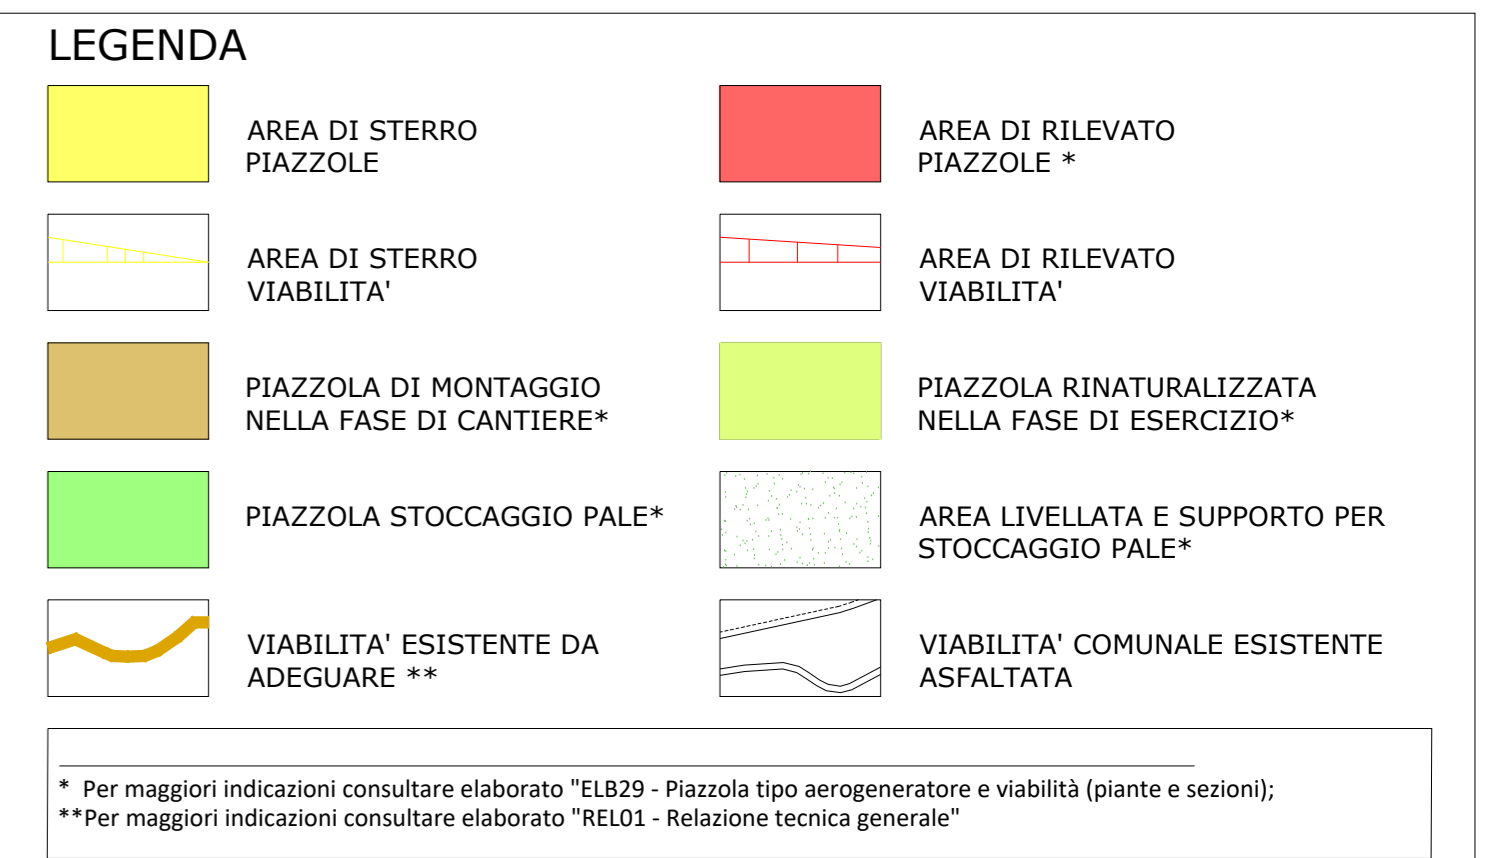 LEGENDA
AREA DI STERRO
PIAZZOLE
AREA DI RILEVATO
PIAZZOLE *
AREA DI STERRO
VIABILITA'
AREA DI RILEVATO
VIABILITA'
PIAZZOLA DI MONTAGGIO
NELLA FASE DI CANTIERE*
PIAZZOLA RINATURALIZZATA
NELLA FASE DI ESERCIZIO*
PIAZZOLA STOCCAGGIO PALE*
AREA LIVELLATA E SUPPORTO PER
STOCCAGGIO PALE*
VIABILITA' ESISTENTE DA
ADEGUARE **
VIABILITA' COMUNALE ESISTENTE
ASFALTATA
* Per maggiori indicazioni consultare elaborato "ELB29 - Piazzola tipo aerogeneratore e viabilità (piante e sezioni);
**Per maggiori indicazioni consultare elaborato "REL01 - Relazione tecnica generale"